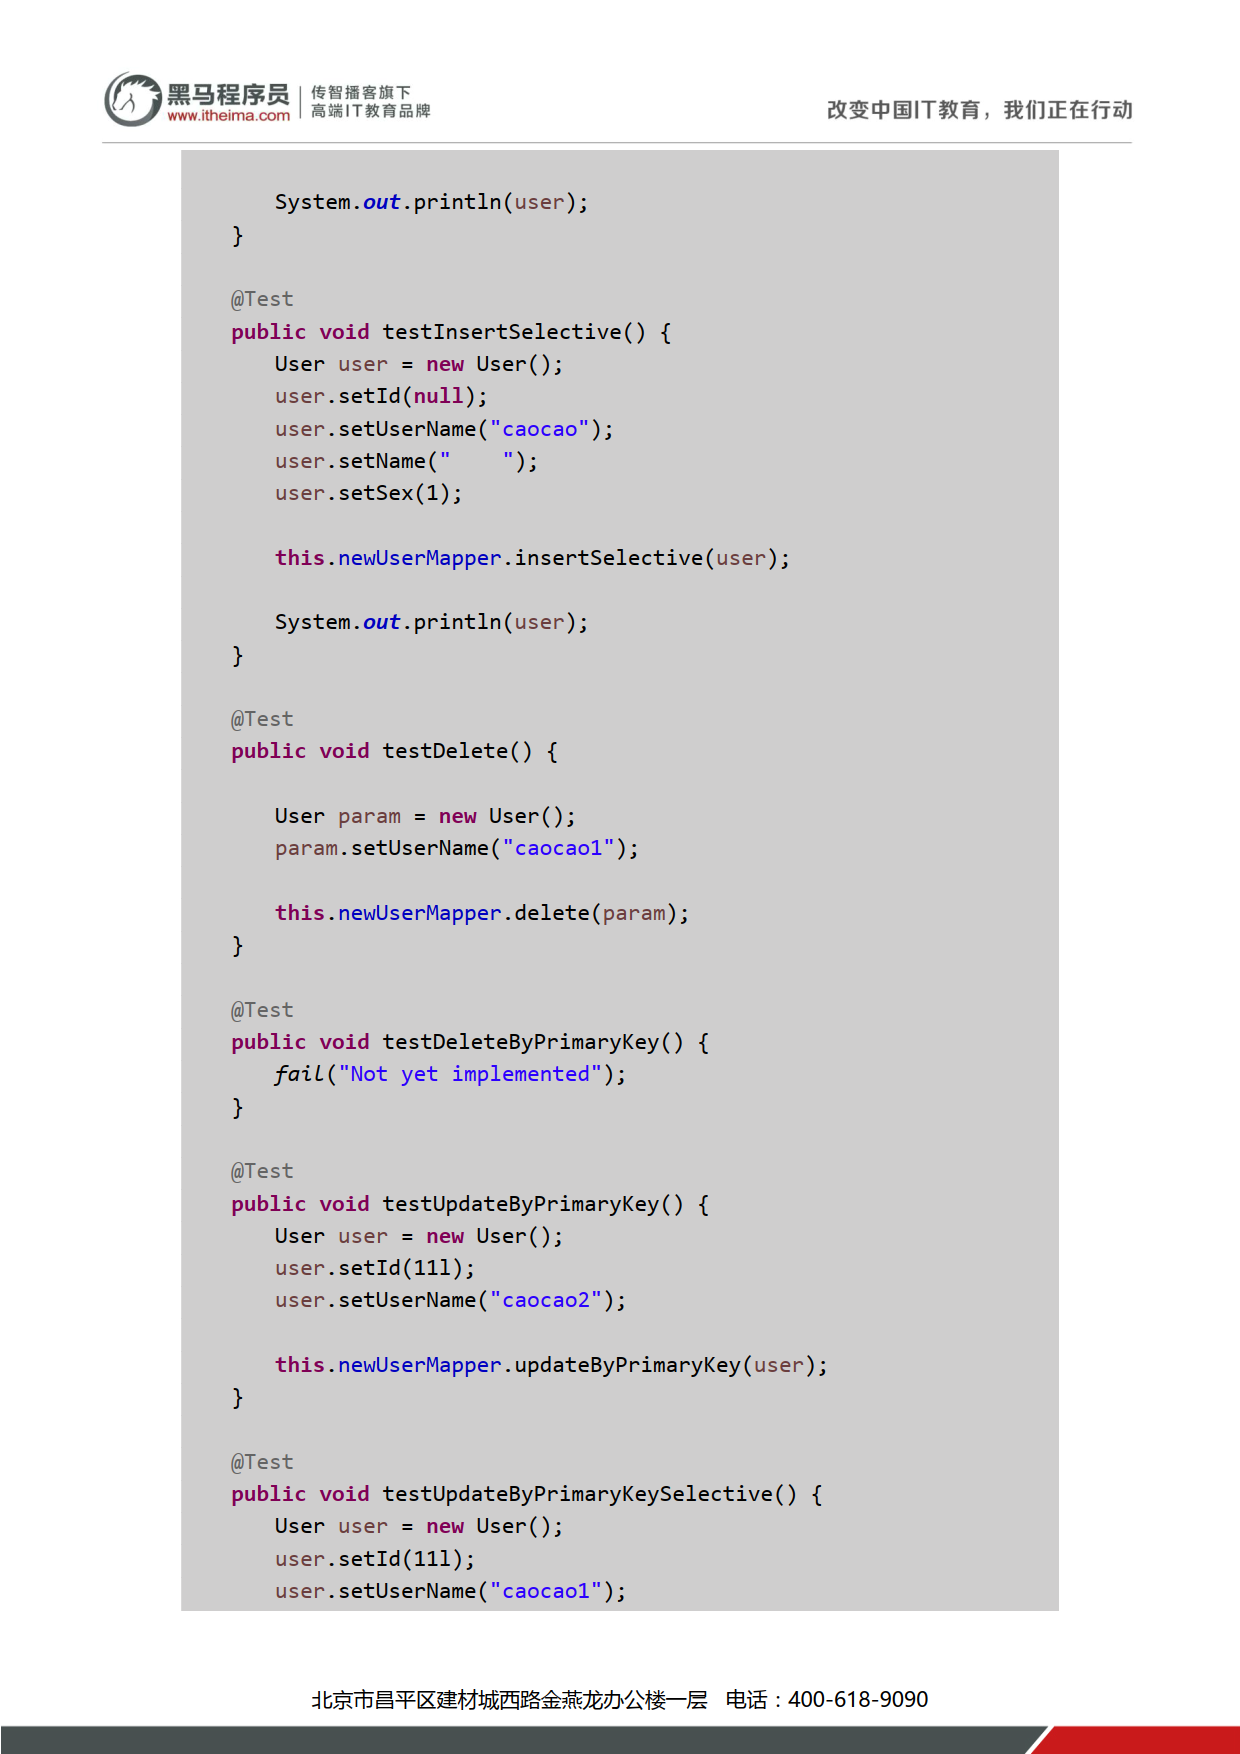 黑马程序员
www.itheima.com
传智播客旗下
高端IT教育品牌
改变中国IT教育，我们正在行动
System.out.println(user);
}
@Test
public void testInsertSelective() {
User user = new User();
user.setId(null);
user.setUserName("caocao");
user.setName("    ");
user.setSex(1);
this.newUserMapper.insertSelective(user);
System.out.println(user);
}
@Test
public void testDelete() {
User param = new User();
param.setUserName("caocao1");
this.newUserMapper.delete(param);
}
@Test
public void testDeleteByPrimaryKey() {
fail("Not yet implemented");
}
@Test
public void testUpdateByPrimaryKey() {
User user = new User();
user.setId(11l);
user.setUserName("caocao2");
this.newUserMapper.updateByPrimaryKey(user);
}
@Test
public void testUpdateByPrimaryKeySelective() {
User user = new User();
user.setId(11l);
user.setUserName("caocao1");
北京市昌平区建材城西路金燕龙办公楼一层   电话：400-618-9090